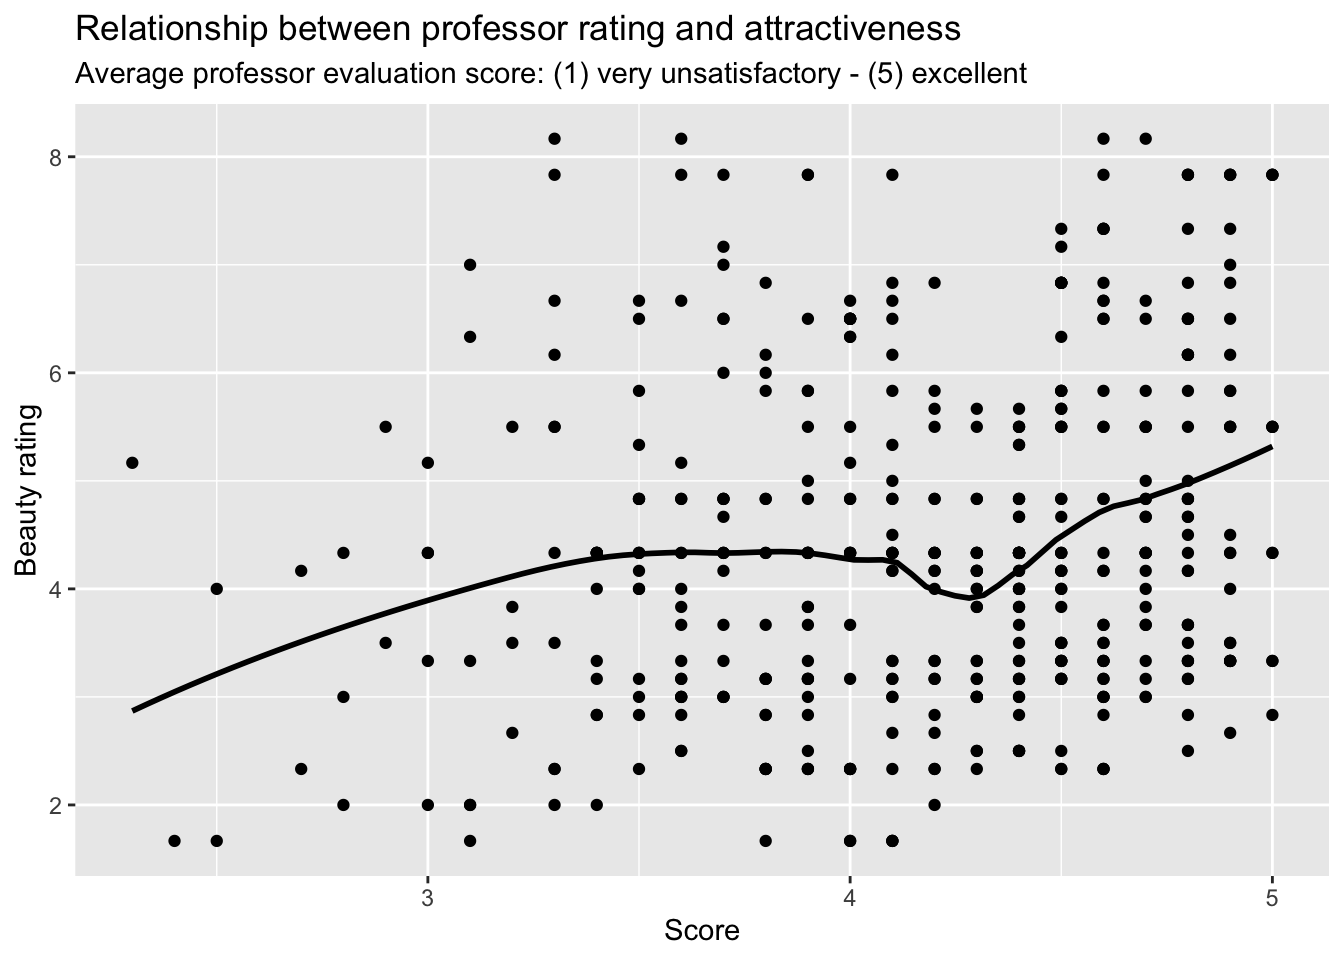 Relationship between professor rating and attractiveness
Average professor evaluation score: (1) very unsatisfactory - (5) excellent
Beauty rating
8
6
4
2
3
4
5
Score